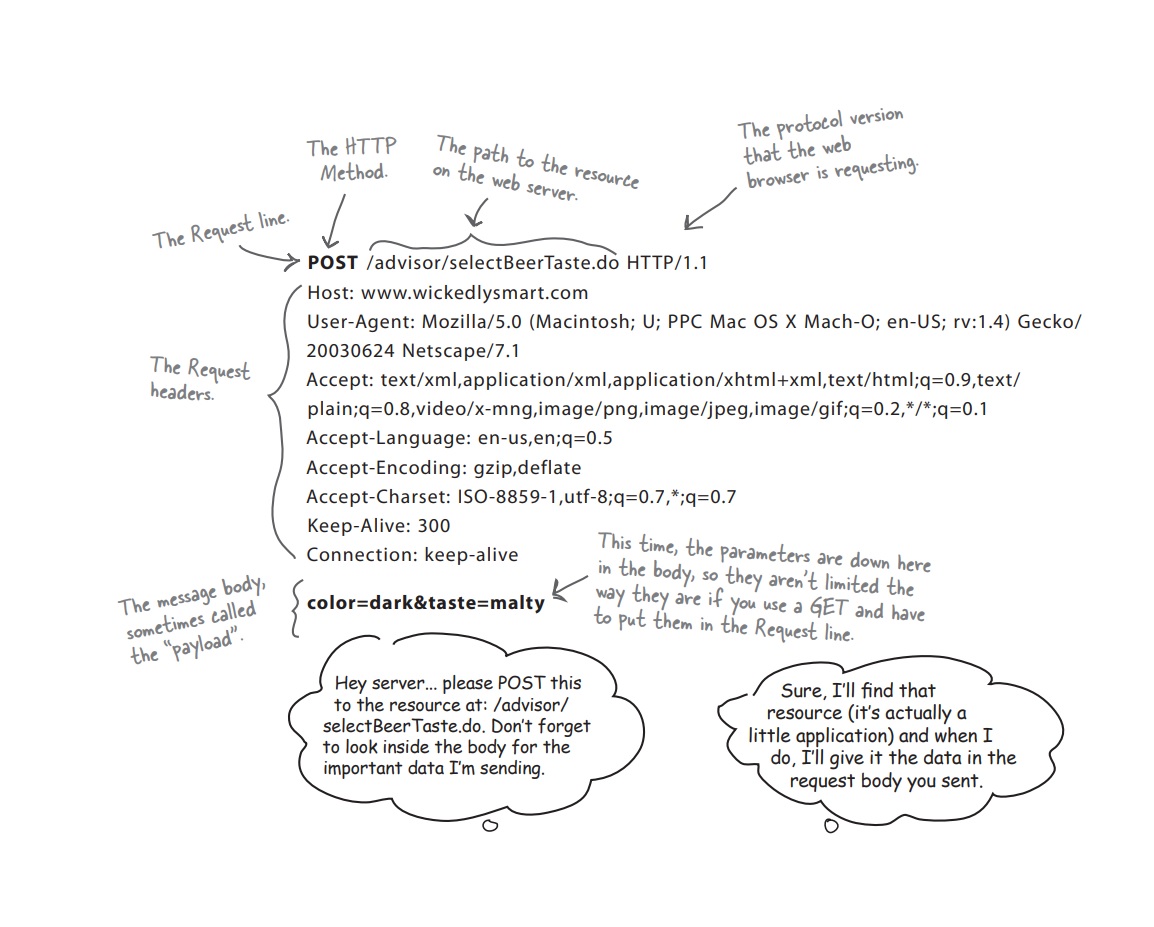 The HTTP
Method.
The path to the resource
on the web server.
The protocol version
that the web
browser is requesting.
The Request line.
POST /advisor/selectBeerTaste.do HTTP/1.1
Host: www.wickedlysmart.com
User-Agent: Mozilla/5.0 (Macintosh; U; PPC Mac OS X Mach-O; en-US; rv:1.4) Gecko/
20030624 Netscape/7.1
Accept: text/xml,application/xml,application/xhtml+xml,text/html;q=0.9,text/
plain;q=0.8,video/x-mng,image/png,image/jpeg,image/gif;q=0.2,*/*;q=0.1
Accept-Language: en-us,en;q=0.5
Accept-Encoding: gzip,deflate
Accept-Charset: ISO-8859-1,utf-8;q=0.7,*;q=0.7
Keep-Alive: 300
Connection: keep-alive
The Request
headers.
The message body,
sometimes called
the “payload”.
color=dark&taste=malty
This time, the parameters are down here
in the body, so they aren’t limited the
way they are if you use a GET and have
to put them in the Request line.
Hey server... please POST this
to the resource at: /advisor/
selectBeerTaste.do. Don’t forget
to look inside the body for the
important data I’m sending.
Sure, I’ll find that
resource (it’s actually a
little application) and when I
do, I’ll give it the data in the
request body you sent.